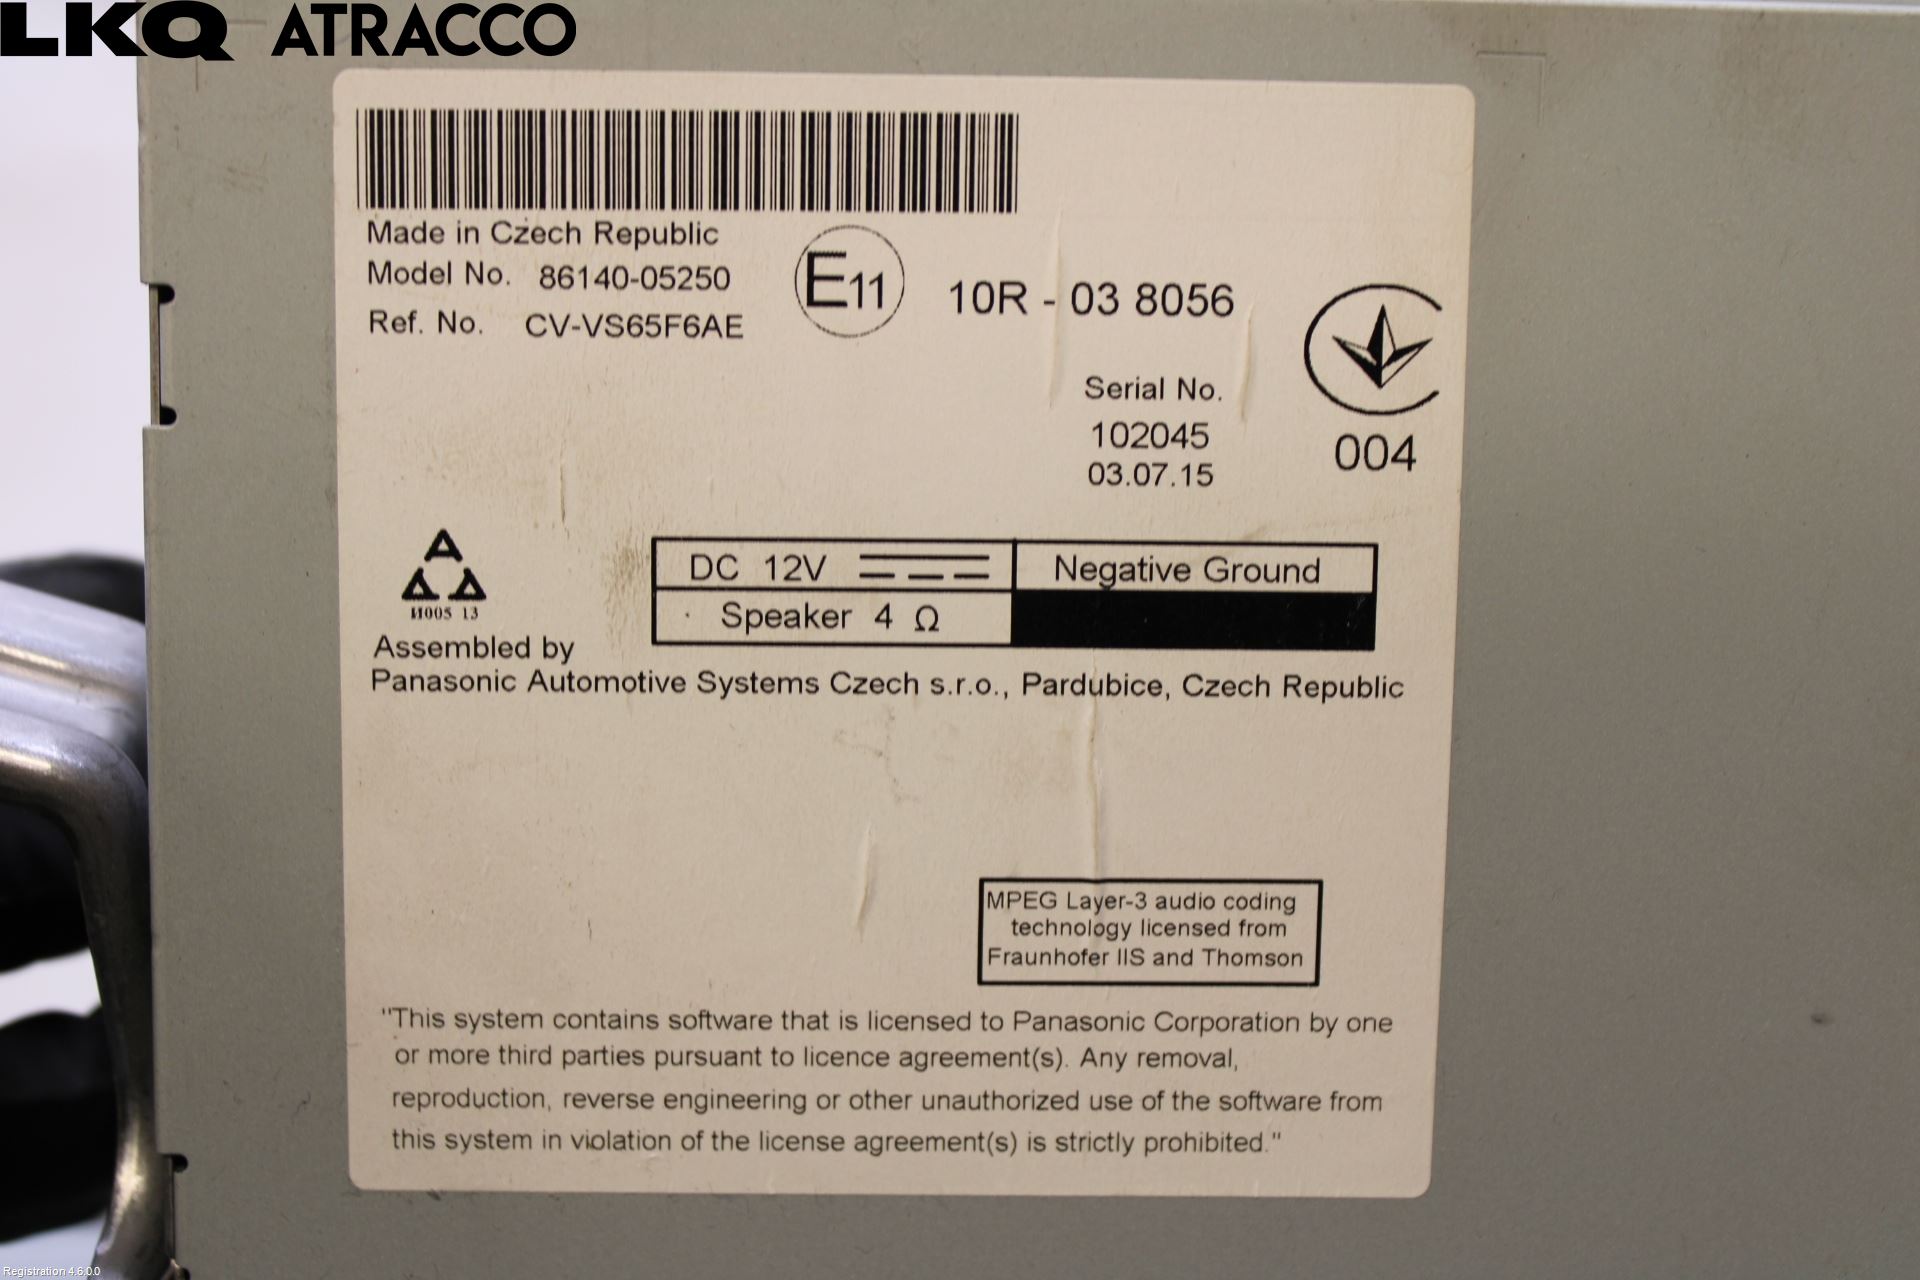 LKQ ATRACCO
Made in Czech Republic
Model No. 86140-05250
Ref. No. CV-VS65F6AE
E11
10R - 03 8056
Serial No.
102045
03.07.15
004
И005 13
DC 12V
Negative Ground
Speaker 4 Ω
Assembled by
Panasonic Automotive Systems Czech s.r.o., Pardubice, Czech Republic
MPEG Layer-3 audio coding
technology licensed from
Fraunhofer IIS and Thomson
"This system contains software that is licensed to Panasonic Corporation by one
or more third parties pursuant to licence agreement(s). Any removal,
reproduction, reverse engineering or other unauthorized use of the software from
this system in violation of the license agreement(s) is strictly prohibited."
Registration 4.6.0.0